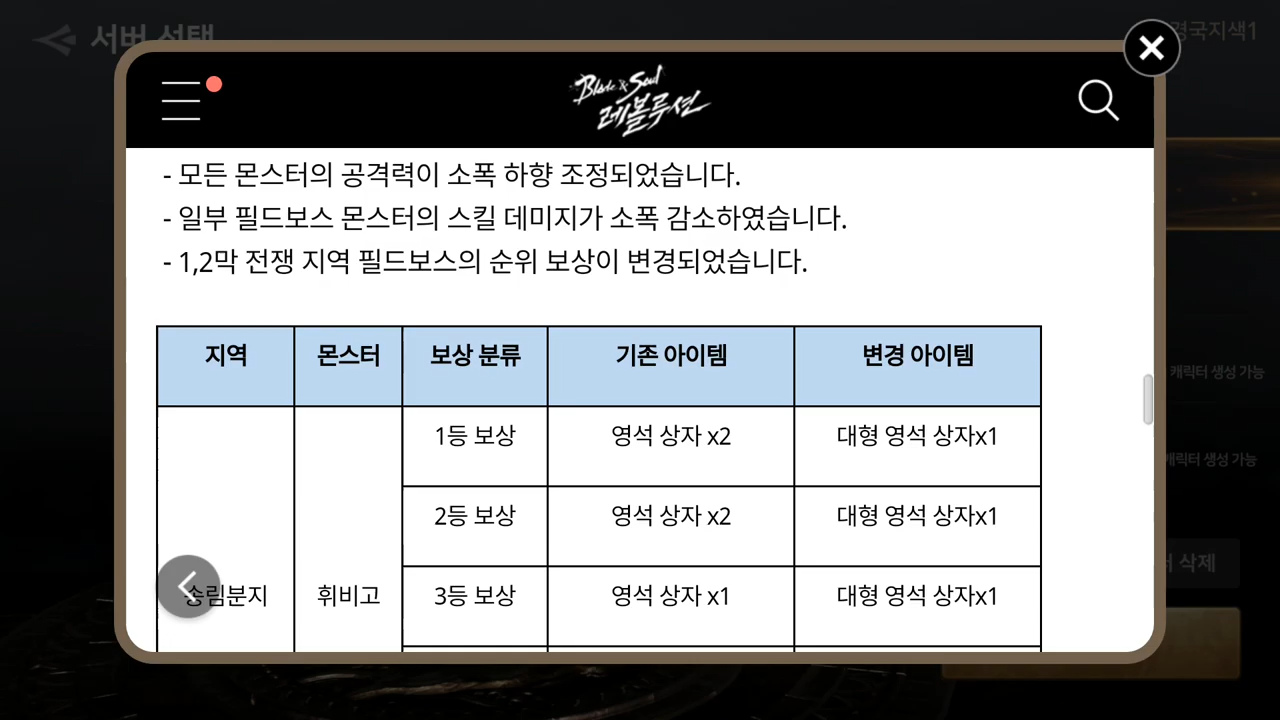 서버 선택
경국지색1
Blade & Soul
레볼루션
- 모든 몬스터의 공격력이 소폭 하향 조정되었습니다.
- 일부 필드보스 몬스터의 스킬 데미지가 소폭 감소하였습니다.
- 1,2막 전쟁 지역 필드보스의 순위 보상이 변경되었습니다.
지역 몬스터 보상 분류 기존 아이템 변경 아이템
캐릭터 생성 가능
1등 보상 영석 상자 x2 대형 영석 상자x1
캐릭터 생성 가능
2등 보상 영석 상자 x2 대형 영석 상자x1
삭제
송림분지 휘비고 3등 보상 영석 상자 x1 대형 영석 상자x1